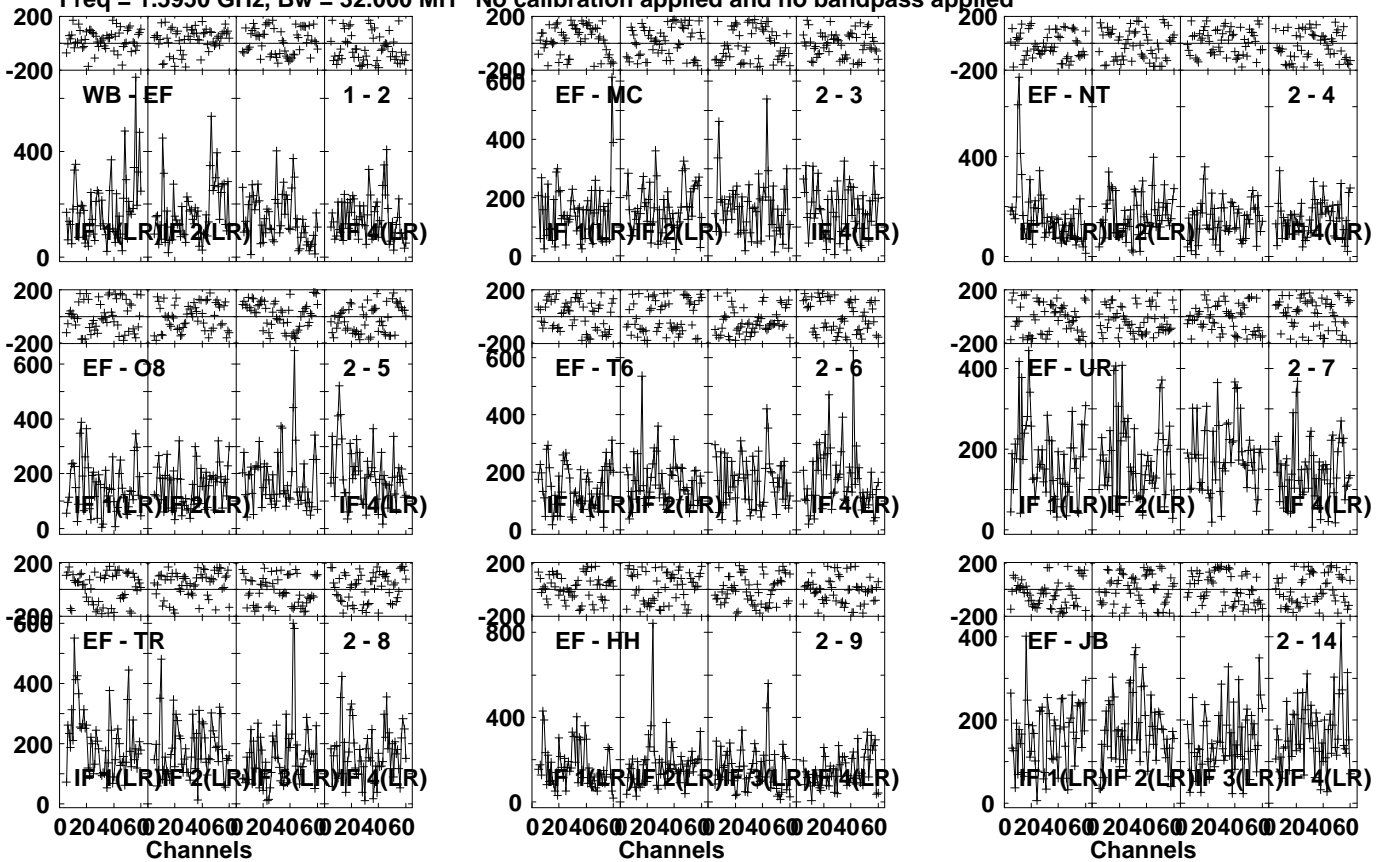 Freq = 1.5950 GHz, Bw = 32.000 MH No calibration applied and no bandpass applied
200
-200
WB - EF 1 - 2
400
0
IF 1(LR) IF 2(LR) IF 4(LR)
200
-200
600
EF - MC 2 - 3
400
200
0
IF 1(LR) IF 2(LR) IF 4(LR)
200
-200
EF - NT 2 - 4
400
0
IF 1(LR) IF 2(LR) IF 4(LR)
200
-200
600
EF - O8 2 - 5
400
200
0
IF 1(LR) IF 2(LR) IF 4(LR)
200
-200
600
EF - T6 2 - 6
400
200
0
IF 1(LR) IF 2(LR) IF 4(LR)
200
-200
400
EF - UR 2 - 7
200
0
IF 1(LR) IF 2(LR) IF 4(LR)
200
-200
600
EF - TR 2 - 8
400
200
0
IF 1(LR) IF 2(LR) IF 3(LR) IF 4(LR)
0 20 40 60 0 20 40 60 0 20 40 60 0 20 40 60
Channels
200
-200
800
EF - HH 2 - 9
400
0
IF 1(LR) IF 2(LR) IF 3(LR) IF 4(LR)
0 20 40 60 0 20 40 60 0 20 40 60 0 20 40 60
Channels
200
-200
400
EF - JB 2 - 14
200
0
IF 1(LR) IF 2(LR) IF 3(LR) IF 4(LR)
0 20 40 60 0 20 40 60 0 20 40 60 0 20 40 60
Channels